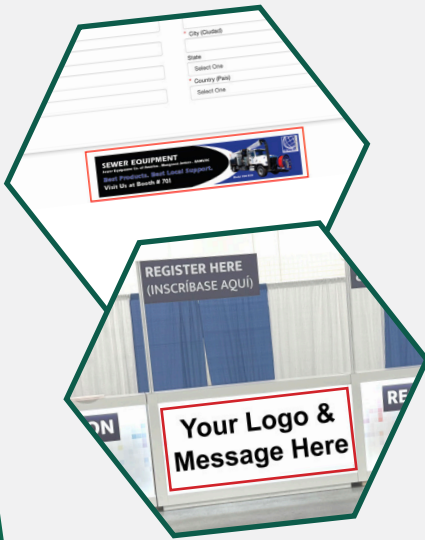 * City (Ciudad)
State
Select One
* Country (País)
Select One
SEWER EQUIPMENT
Best Products. Best Local Support.
Visit Us at Booth # 701
REGISTER HERE
(INSCRÍBASE AQUÍ)
ON
Your Logo &
Message Here
RE